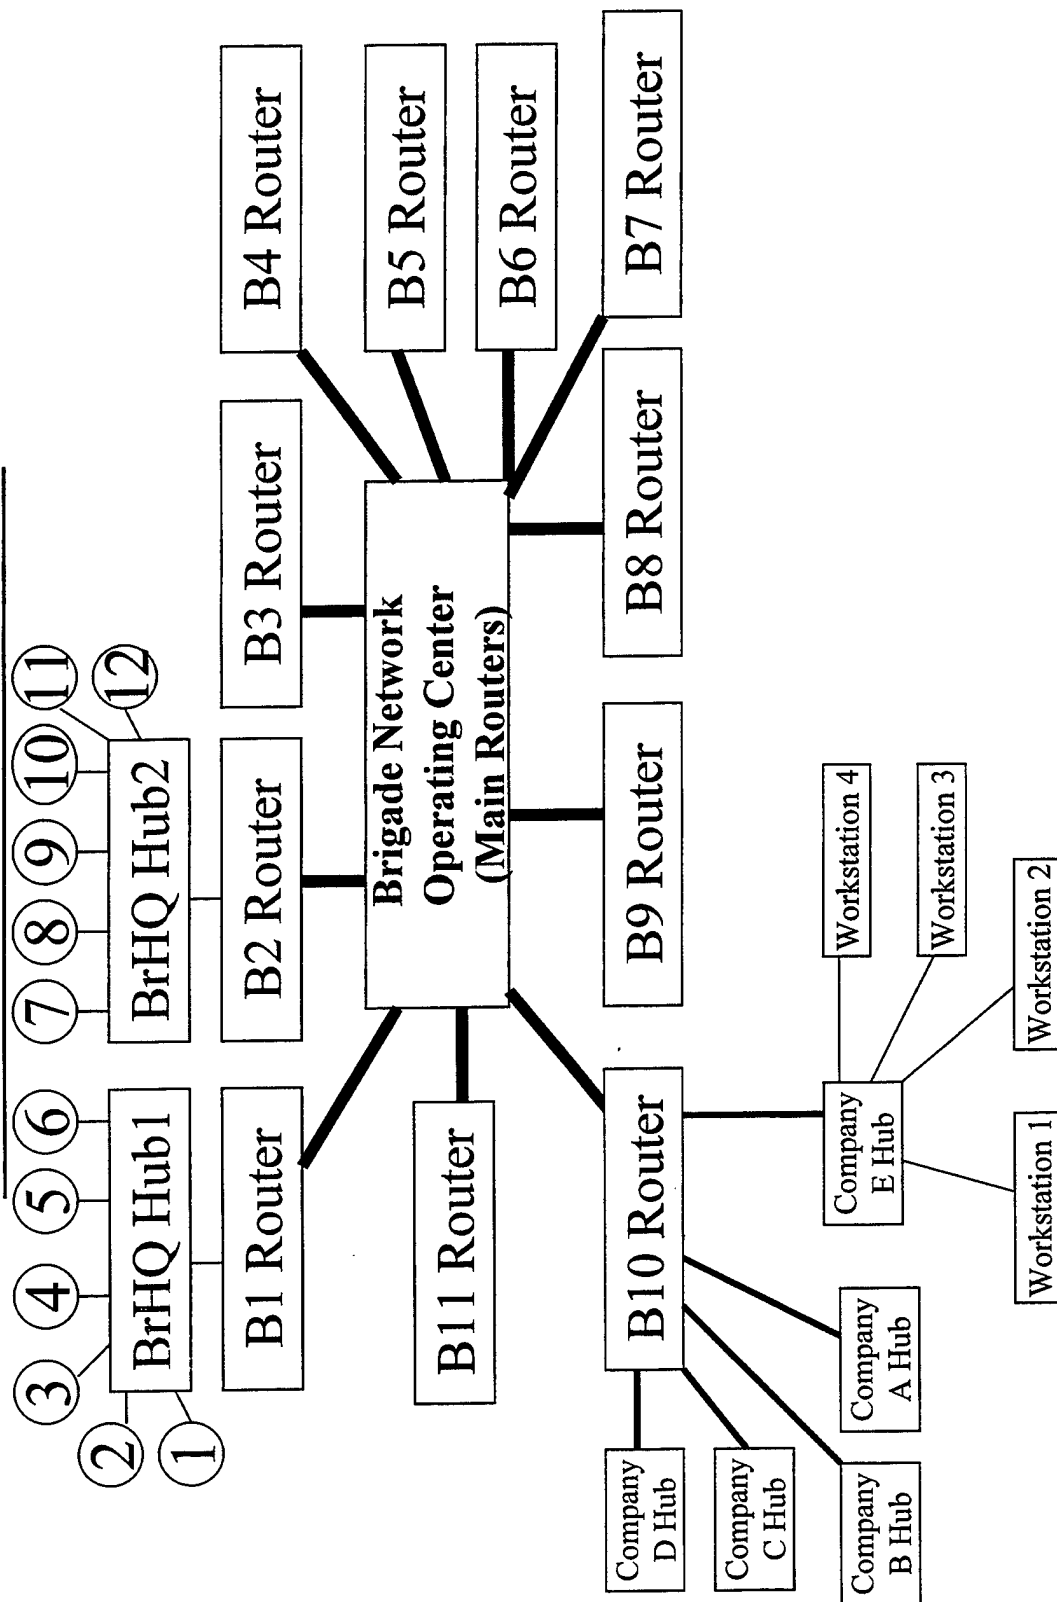 1
2
3
4
5
6
7
8
9
10
11
12
BrHQ Hub1
BrHQ Hub2
B1 Router
B2 Router
B3 Router
B4 Router
B5 Router
B6 Router
B7 Router
B11 Router
Brigade Network
Operating Center
(Main Routers)
B10 Router
B9 Router
B8 Router
Company
D Hub
Company
C Hub
Company
B Hub
Company
A Hub
Company
E Hub
Workstation 4
Workstation 3
Workstation 2
Workstation 1